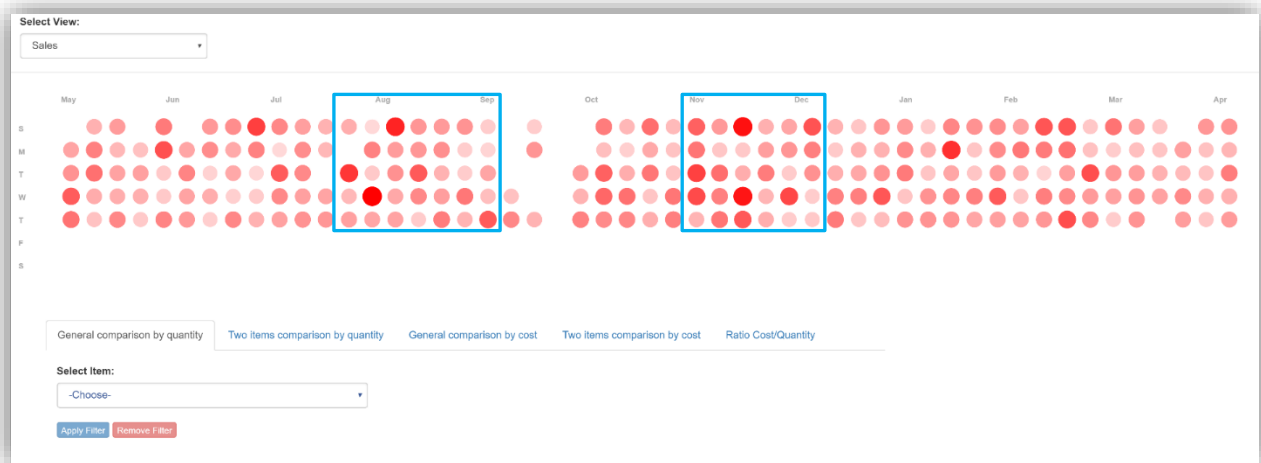 Select View:
Sales
May Jun Jul Aug Sep Oct Nov Dec Jan Feb Mar Apr
S
M
T
W
T
F
S
General comparison by quantity Two items comparison by quantity General comparison by cost Two items comparison by cost Ratio Cost/Quantity
Select Item:
-Choose-
Apply Filter Remove Filter